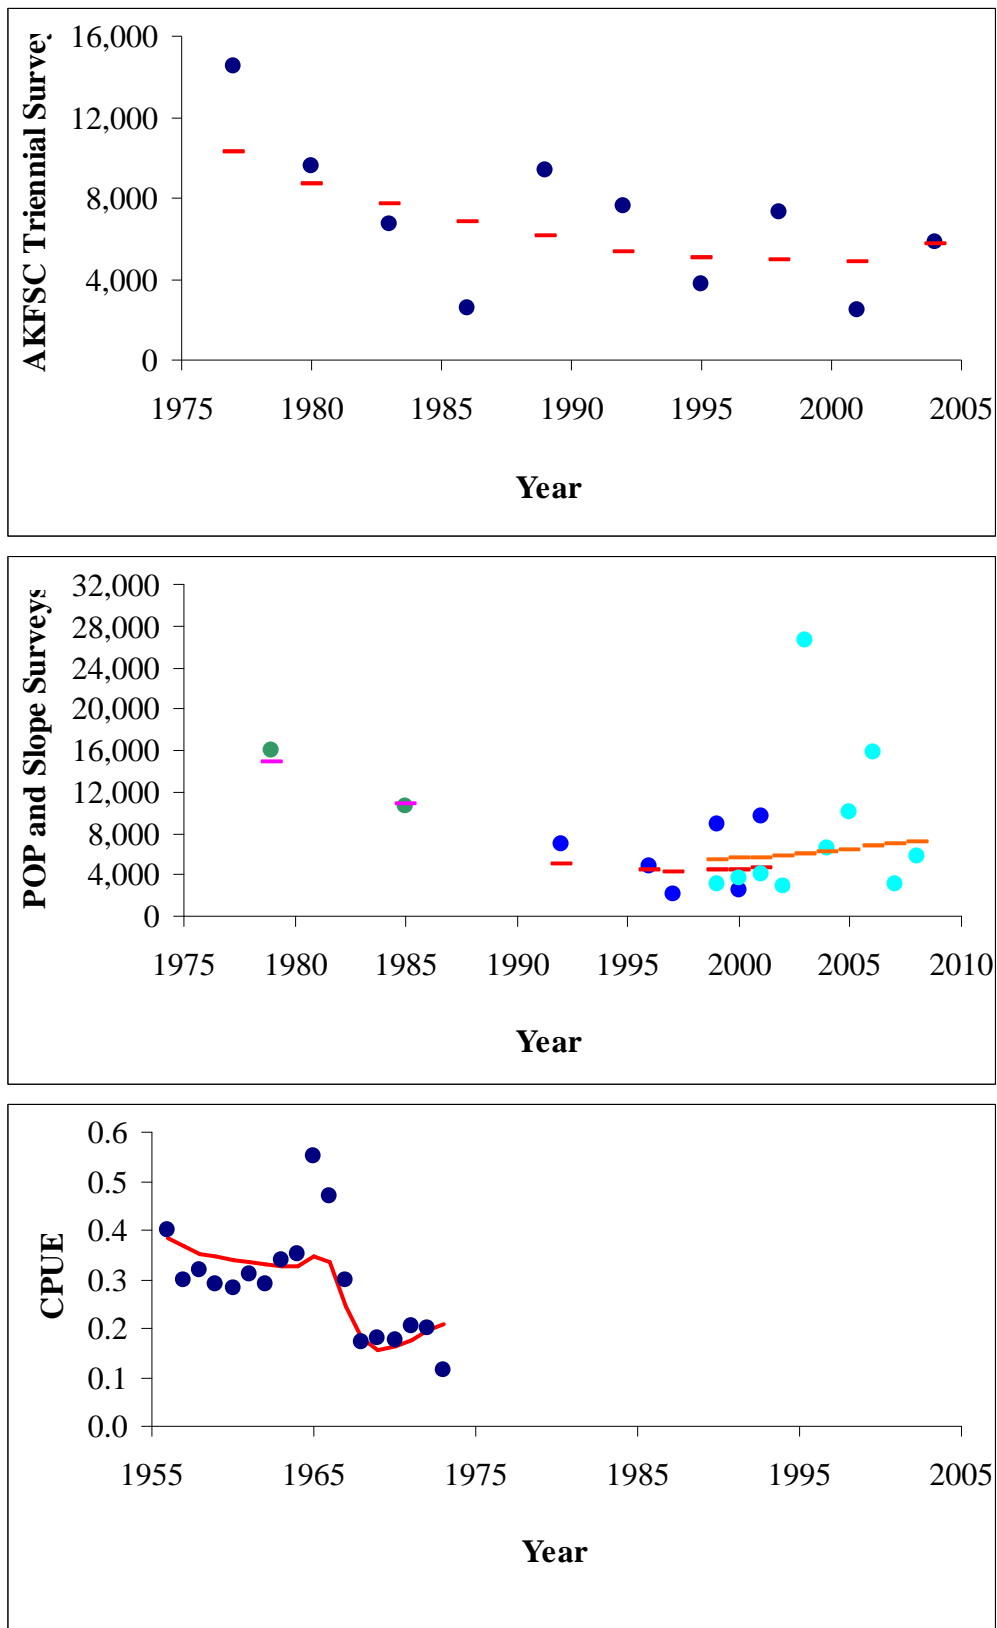 AKFSC Triennial Survey
16,000
12,000
8,000
4,000
0
1975 1980 1985 1990 1995 2000 2005
Year
POP and Slope Surveys
32,000
28,000
24,000
20,000
16,000
12,000
8,000
4,000
0
1975 1980 1985 1990 1995 2000 2005 2010
Year
CPUE
0.6
0.5
0.4
0.3
0.2
0.1
0.0
1955 1965 1975 1985 1995 2005
Year